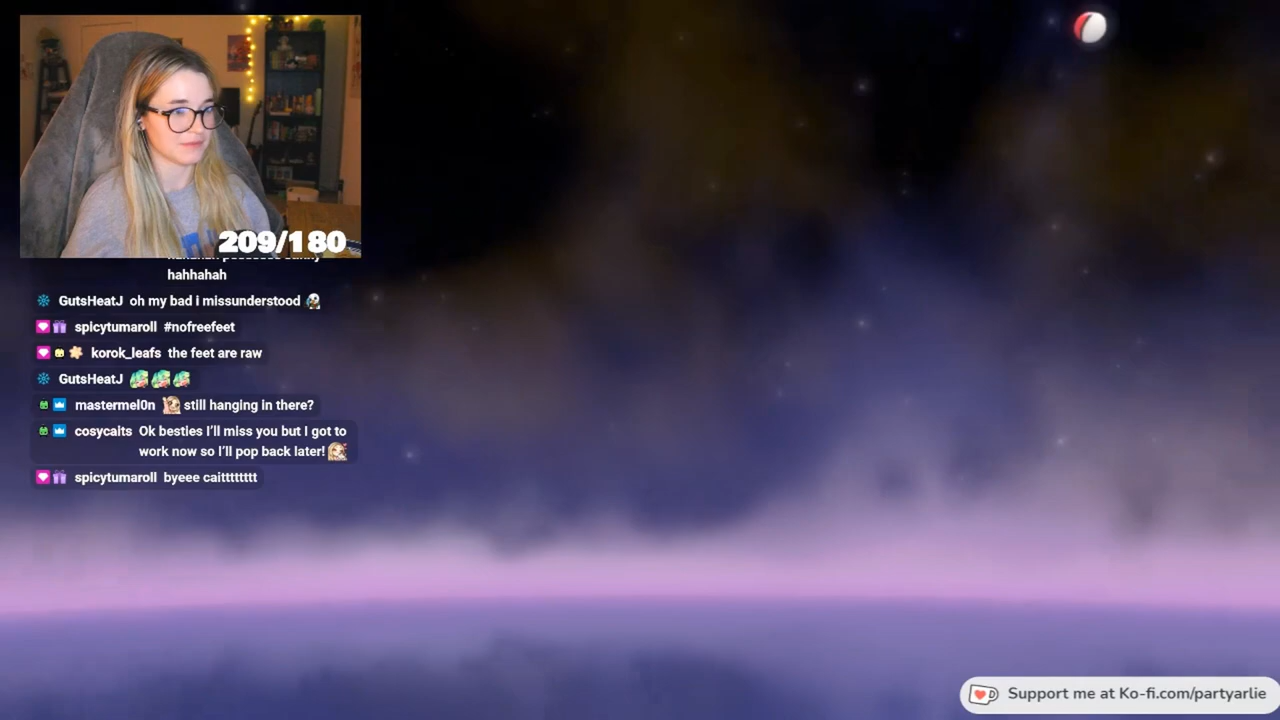 209/180
hahhahah
GutsHeatJ oh my bad i missunderstood
spicytumaroll #nofreefeet
korok_leafs the feet are raw
GutsHeatJ
mastermel0n still hanging in there?
cosycaits Ok besties I'll miss you but I got to
work now so I'll pop back later!
spicytumaroll byeee caittttttttt
Support me at Ko-fi.com/partyarlie